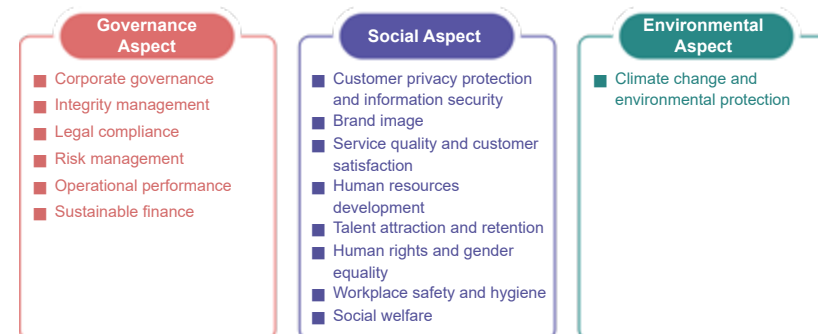 Governance
Aspect
Corporate governance
Integrity management
Legal compliance
Risk management
Operational performance
Sustainable finance
Social Aspect
Customer privacy protection
and information security
Brand image
Service quality and customer
satisfaction
Human resources
development
Talent attraction and retention
Human rights and gender
equality
Workplace safety and hygiene
Social welfare
Environmental
Aspect
Climate change and
environmental protection